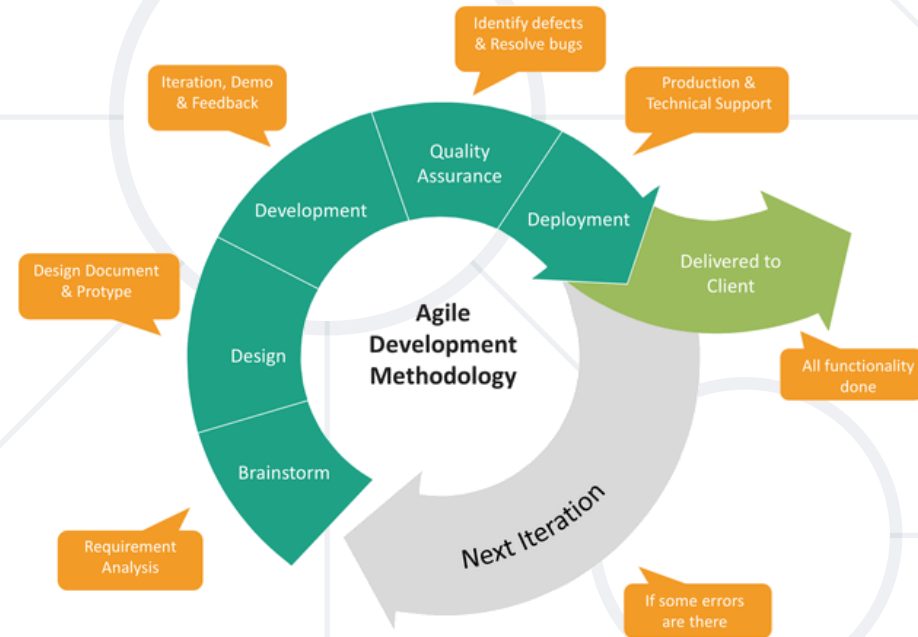 Identify defects
& Resolve bugs
Iteration, Demo
& Feedback
Production &
Technical Support
Quality
Assurance
Development
Deployment
Delivered to
Client
Design Document
& Protype
Agile
Development
Methodology
Design
All functionality
done
Brainstorm
Next Iteration
Requirement
Analysis
If some errors
are there